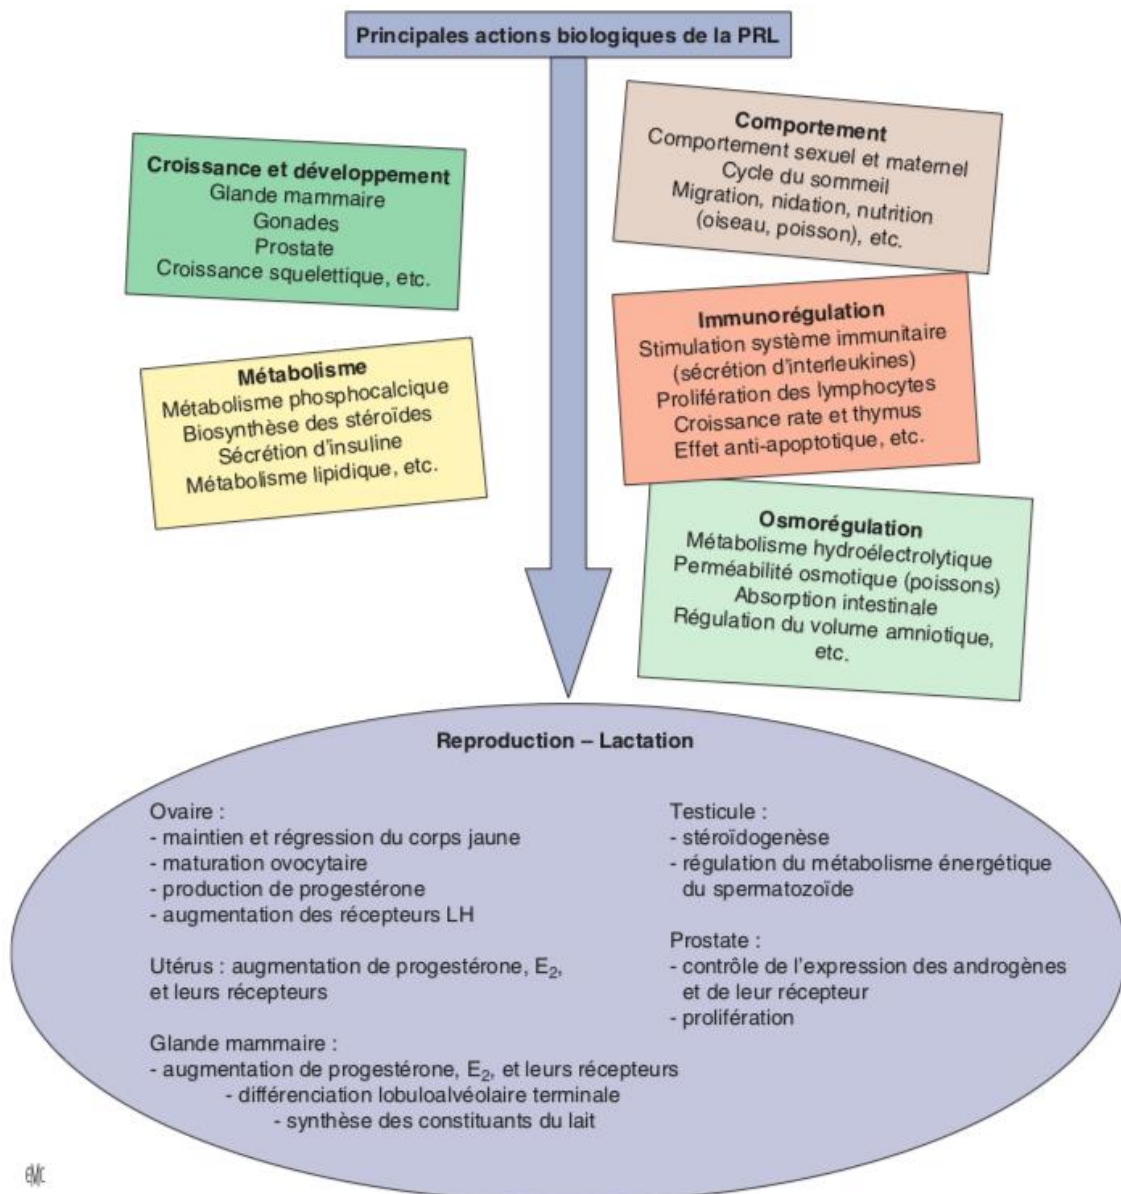 Principales actions biologiques de la PRL
Croissance et développement
Glande mammaire
Gonades
Prostate
Croissance squelettique, etc.
Comportement
Comportement sexuel et maternel
Cycle du sommeil
Migration, nidation, nutrition
(oiseau, poisson), etc.
Métabolisme
Métabolisme phosphocalcique
Biosynthèse des stéroïdes
Sécrétion d'insuline
Métabolisme lipidique, etc.
Immunorégulation
Stimulation système immunitaire
(sécrétion d'interleukines)
Prolifération des lymphocytes
Croissance rate et thymus
Effet anti-apoptotique, etc.
Osmorégulation
Métabolisme hydroélectrolytique
Perméabilité osmotique (poissons)
Absorption intestinale
Régulation du volume amniotique,
etc.
Reproduction – Lactation
Ovaire :
- maintien et régression du corps jaune
- maturation ovocytaire
- production de progestérone
- augmentation des récepteurs LH
Utérus : augmentation de progestérone, E₂,
et leurs récepteurs
Glande mammaire :
- augmentation de progestérone, E₂, et leurs récepteurs
- différenciation lobuloalvéolaire terminale
- synthèse des constituants du lait
Testicule :
- stéroïdogenèse
- régulation du métabolisme énergétique
du spermatozoïde
Prostate :
- contrôle de l'expression des androgènes
et de leur récepteur
- prolifération
EMC